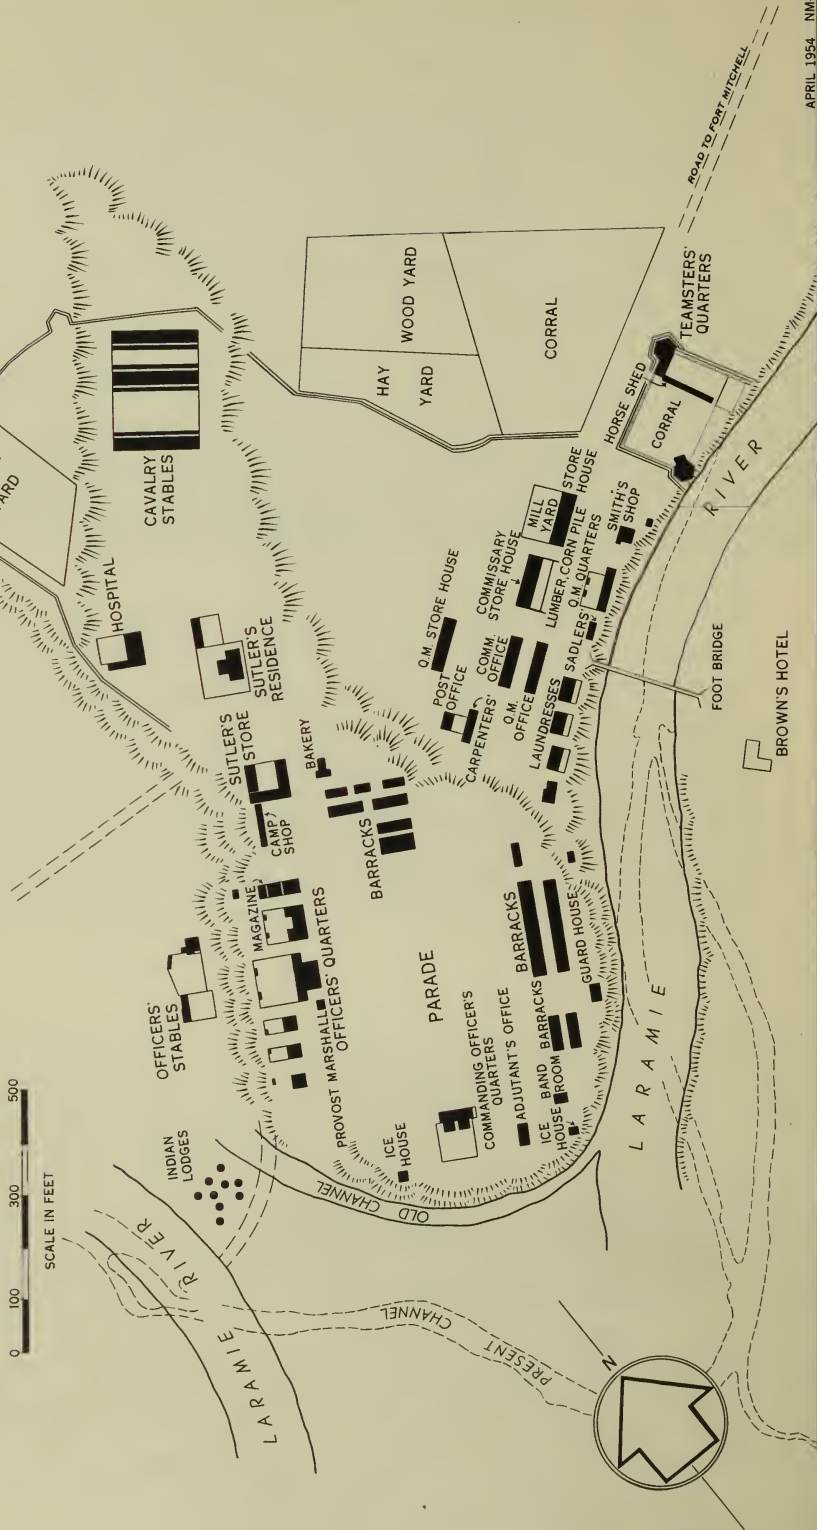 0 100 300 500
SCALE IN FEET
LARAMIE RIVER
INDIAN
LODGES
OFFICERS'
STABLES
MAGAZINE
CAMP
SHOP
SUTLER'S
STORE
BAKERY
SUTLER'S
RESIDENCE
HOSPITAL
CAVALRY
STABLES
YARD
PROVOST MARSHALL
OFFICERS' QUARTERS
BARRACKS
PARADE
ICE
HOUSE
OLD CHANNEL
PRESENT CHANNEL
N
COMMANDING OFFICER'S
QUARTERS
ADJUTANT'S OFFICE
ICE
HOUSE
BAND
ROOM
BARRACKS
BARRACKS
GUARD HOUSE
Q.M. STORE HOUSE
POST
OFFICE
CARPENTERS'
COMM.
OFFICE
Q.M.
OFFICE
LAUNDRESSES
SADLERS'
COMMISSARY
STORE HOUSE
LUMBER, CORN PILE
Q.M. QUARTERS
MILL
YARD
STORE
HOUSE
SMITH'S
SHOP
HORSE SHED
CORRAL
TEAMSTERS'
QUARTERS
HAY
YARD
WOOD YARD
CORRAL
ROAD TO FORT MITCHELL
LARAMIE RIVER
FOOT BRIDGE
BROWN'S HOTEL
APRIL 1954 NM